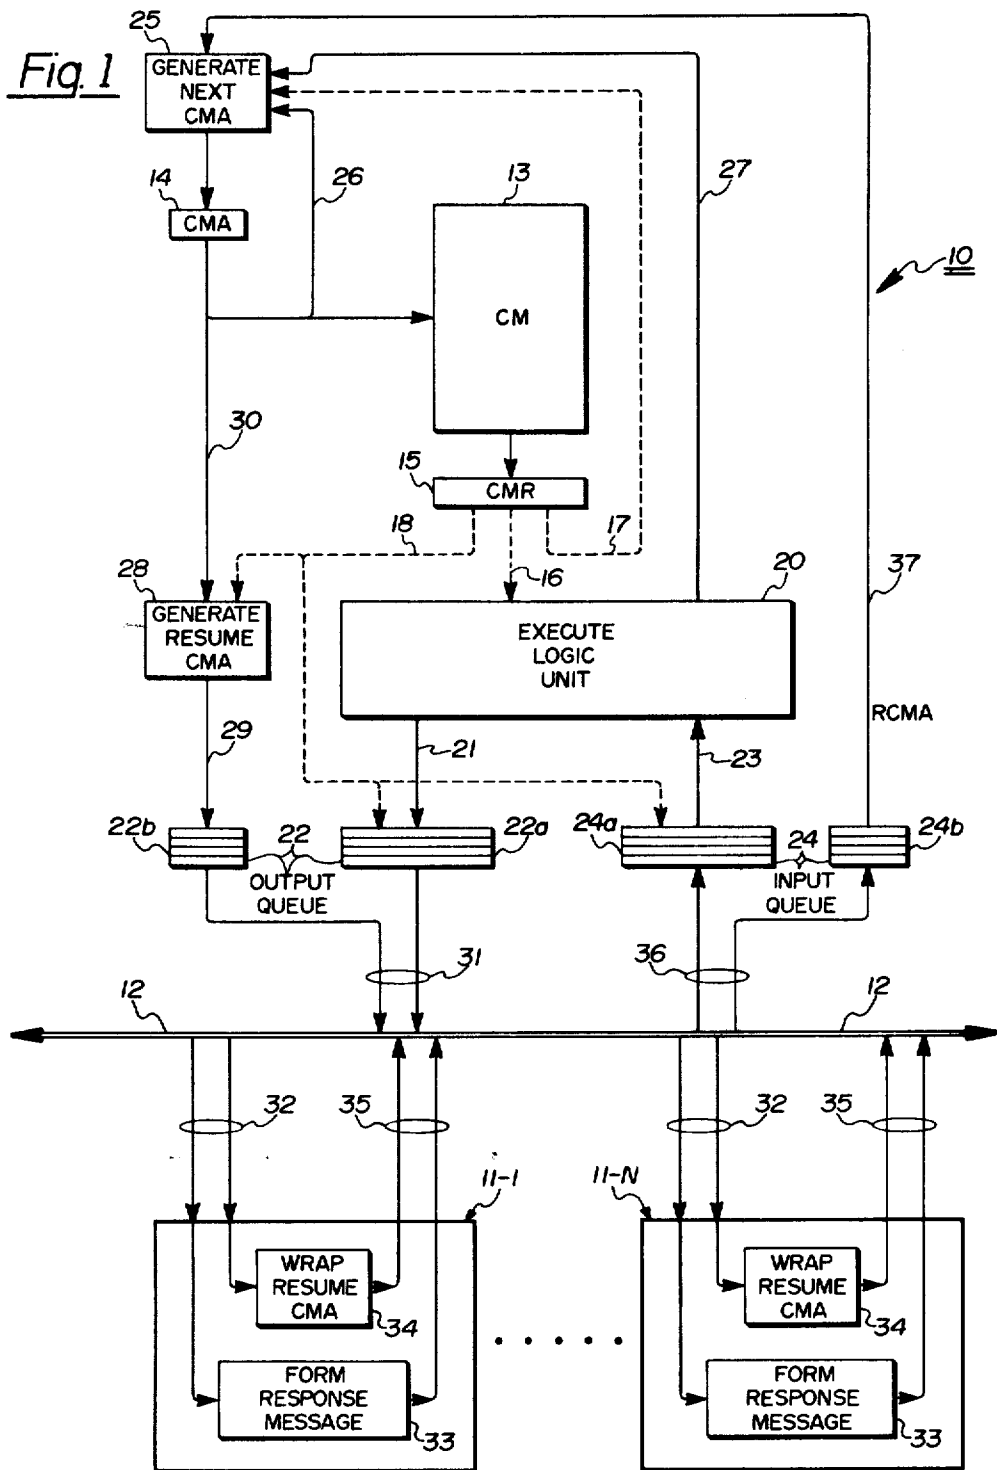 Fig. 1
25
GENERATE
NEXT
CMA
14
CMA
26
13
CM
27
10
30
15
CMR
18
16
17
20
37
28
GENERATE
RESUME
CMA
EXECUTE
LOGIC
UNIT
RCMA
29
21
23
22b
22
22a
24a
24
24b
OUTPUT
QUEUE
INPUT
QUEUE
31
36
12
12
32
35
32
35
11-1
11-N
WRAP
RESUME
CMA
34
WRAP
RESUME
CMA
34
FORM
RESPONSE
MESSAGE
33
FORM
RESPONSE
MESSAGE
33